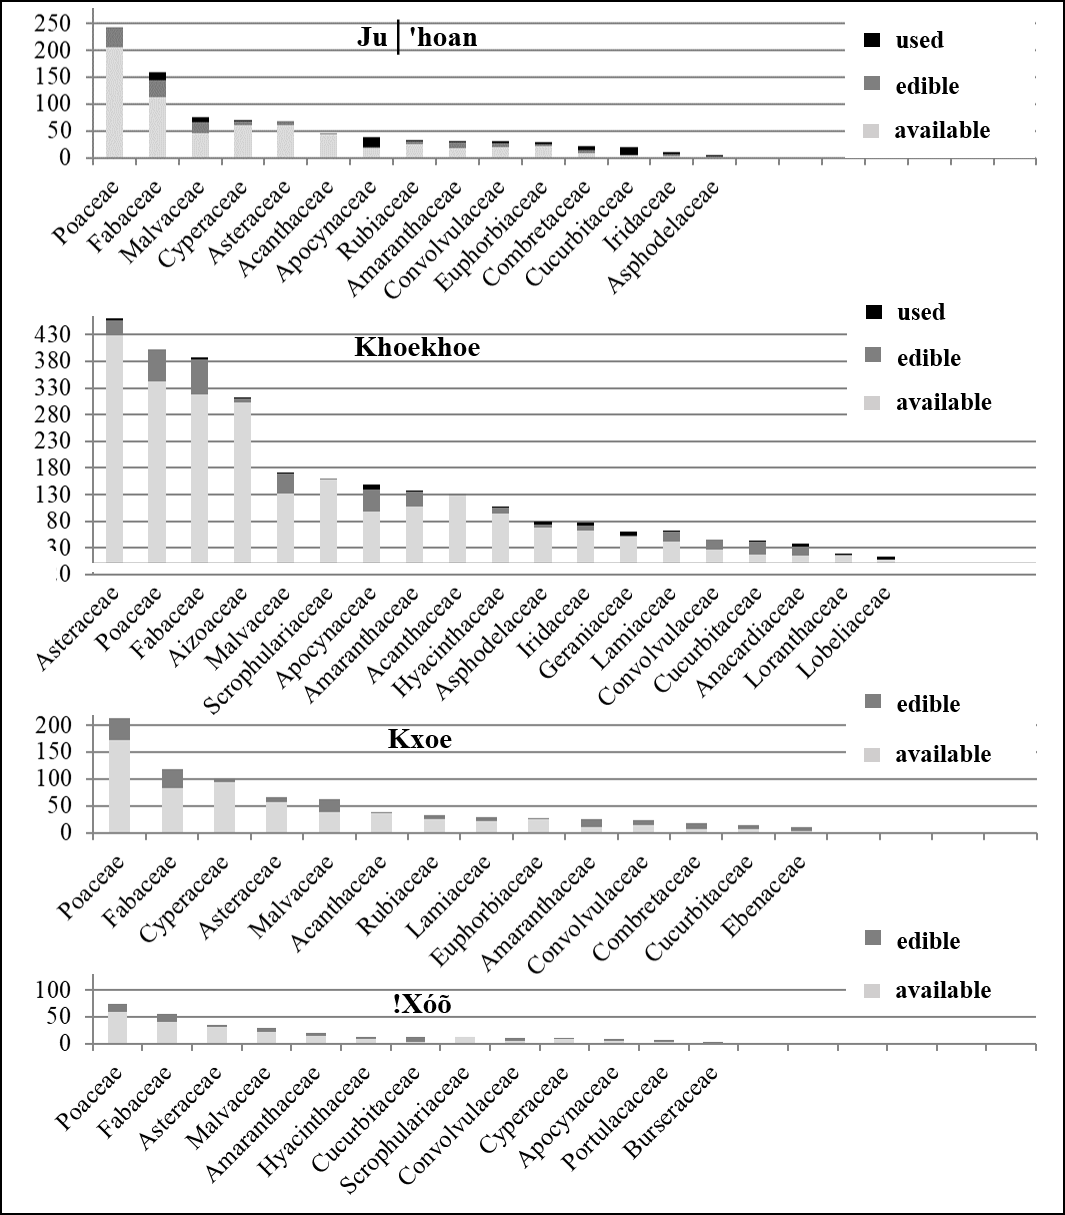 Ju|'hoan
used
edible
available
250
200
150
100
50
0
Poaceae
Fabaceae
Malvaceae
Cyperaceae
Asteraceae
Acanthaceae
Apocynaceae
Rubiaceae
Amaranthaceae
Convolvulaceae
Euphorbiaceae
Combretaceae
Cucurbitaceae
Iridaceae
Asphodelaceae
Khoekhoe
used
edible
available
430
380
330
280
230
180
130
80
30
0
Asteraceae
Poaceae
Fabaceae
Aizoaceae
Malvaceae
Scrophulariaceae
Apocynaceae
Amaranthaceae
Acanthaceae
Hyacinthaceae
Asphodelaceae
Iridaceae
Geraniaceae
Lamiaceae
Convolvulaceae
Cucurbitaceae
Anacardiaceae
Loranthaceae
Lobeliaceae
Kxoe
edible
available
200
150
100
50
0
Poaceae
Fabaceae
Cyperaceae
Asteraceae
Malvaceae
Acanthaceae
Rubiaceae
Lamiaceae
Euphorbiaceae
Amaranthaceae
Convolvulaceae
Combretaceae
Cucurbitaceae
Ebenaceae
!Xóõ
edible
available
100
50
0
Poaceae
Fabaceae
Asteraceae
Malvaceae
Amaranthaceae
Hyacinthaceae
Cucurbitaceae
Scrophulariaceae
Convolvulaceae
Cyperaceae
Apocynaceae
Portulacaceae
Burseraceae